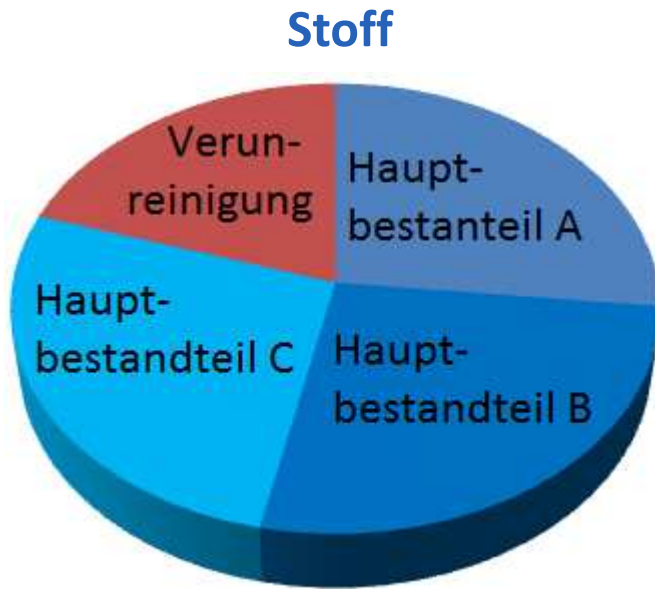 Stoff
Verun-
reinigung
Haupt-
bestanteil A
Haupt-
bestandteil C
Haupt-
bestandteil B